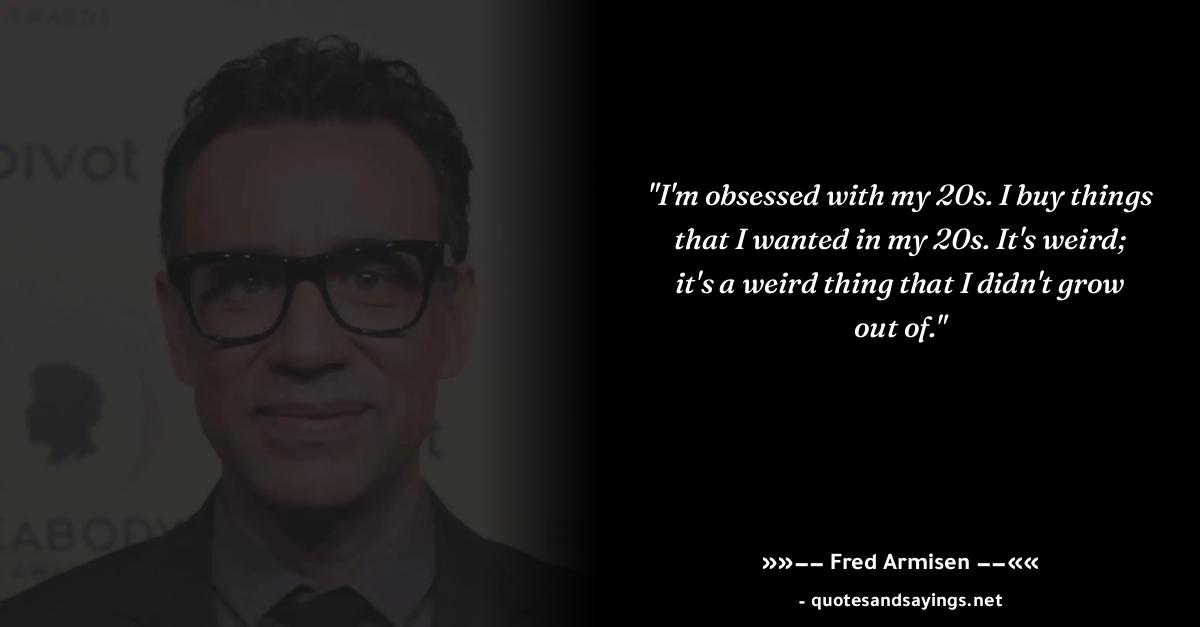 AWARDS
pivot
t
EABODY
"I'm obsessed with my 20s. I buy things
that I wanted in my 20s. It's weird;
it's a weird thing that I didn't grow
out of."
»»−− Fred Armisen −−««
- quotesandsayings.net